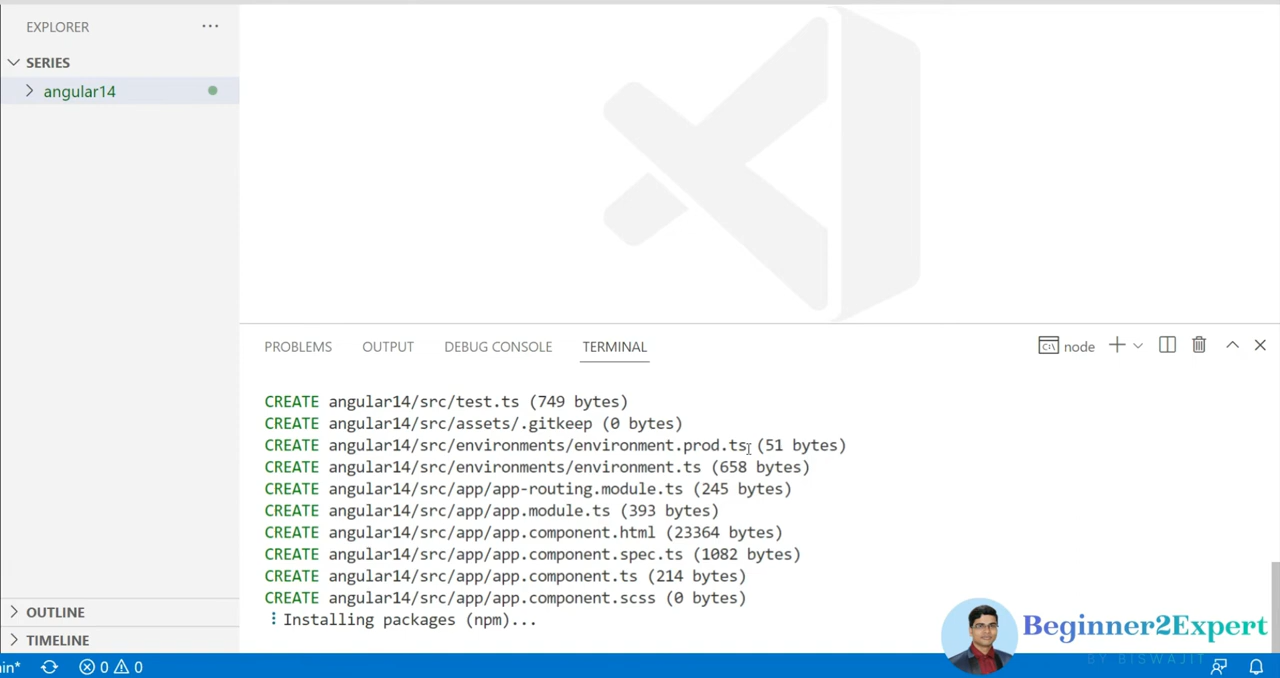 EXPLORER ...
SERIES
angular14
PROBLEMS OUTPUT DEBUG CONSOLE TERMINAL node
CREATE angular14/src/test.ts (749 bytes)
CREATE angular14/src/assets/.gitkeep (0 bytes)
CREATE angular14/src/environments/environment.prod.ts (51 bytes)
CREATE angular14/src/environments/environment.ts (658 bytes)
CREATE angular14/src/app/app-routing.module.ts (245 bytes)
CREATE angular14/src/app/app.module.ts (393 bytes)
CREATE angular14/src/app/app.component.html (23364 bytes)
CREATE angular14/src/app/app.component.spec.ts (1082 bytes)
CREATE angular14/src/app/app.component.ts (214 bytes)
CREATE angular14/src/app/app.component.scss (0 bytes)
Installing packages (npm)...
OUTLINE
TIMELINE
Beginner2Expert
BY BISWAJIT
in* 0 0